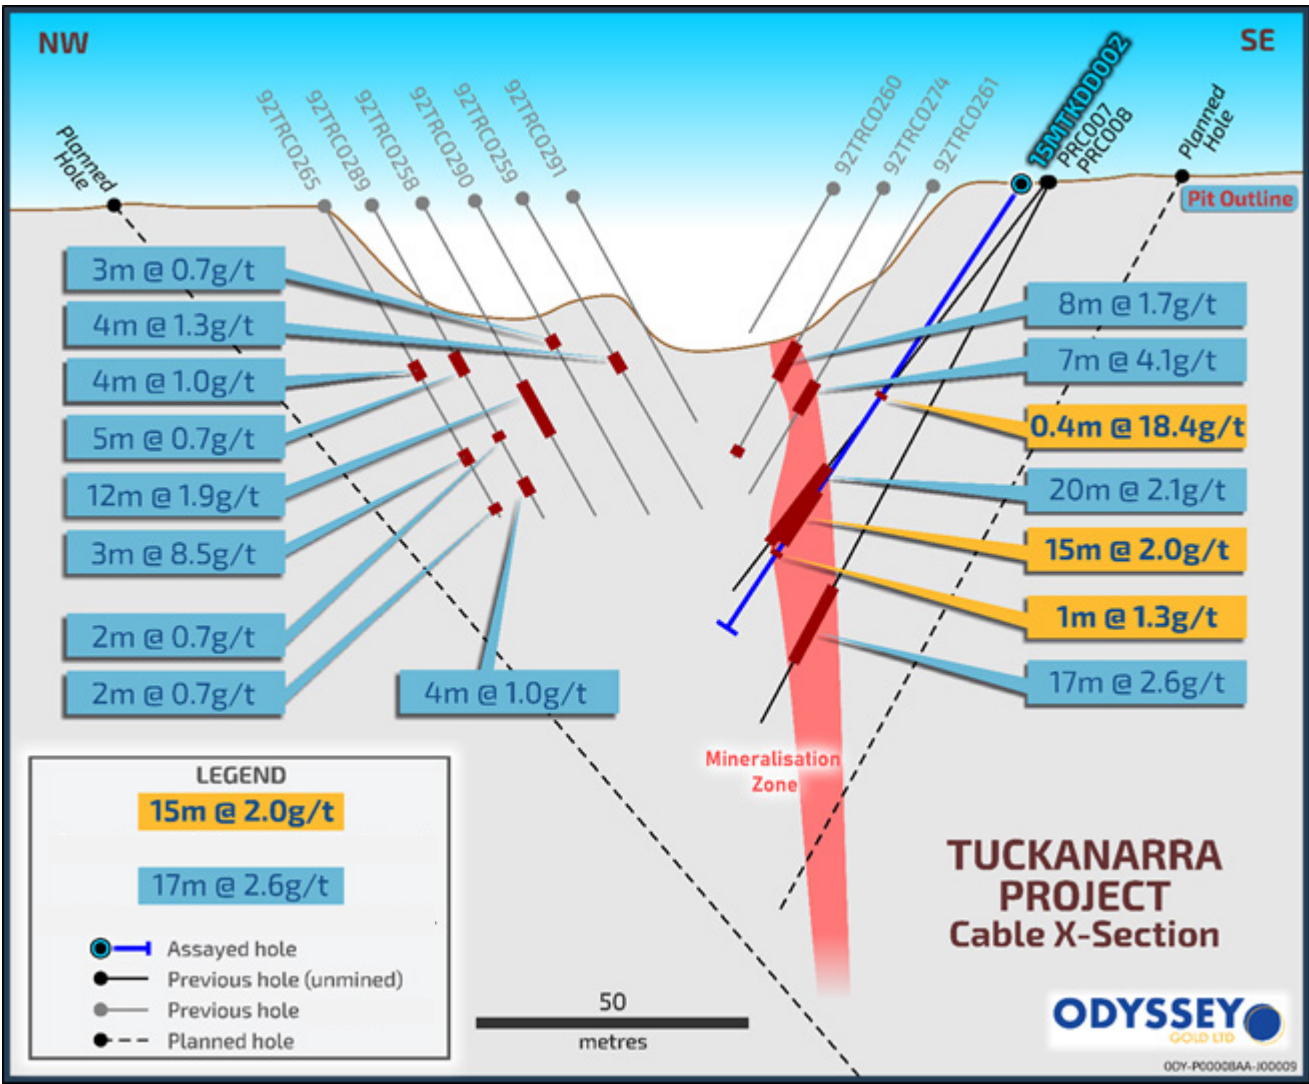 NW
SE
Planned
Hole
92TRC0265
92TRC0289
92TRC0258
92TRC0290
92TRC0259
92TRC0291
92TRC0260
92TRC0274
92TRC0261
15MTKDD002
PRC007
PRC008
Planned
Hole
Pit Outline
3m @ 0.7g/t
4m @ 1.3g/t
4m @ 1.0g/t
5m @ 0.7g/t
12m @ 1.9g/t
3m @ 8.5g/t
2m @ 0.7g/t
2m @ 0.7g/t
4m @ 1.0g/t
8m @ 1.7g/t
7m @ 4.1g/t
0.4m @ 18.4g/t
20m @ 2.1g/t
15m @ 2.0g/t
1m @ 1.3g/t
17m @ 2.6g/t
Mineralisation
Zone
LEGEND
15m @ 2.0g/t
17m @ 2.6g/t
Assayed hole
Previous hole (unmined)
Previous hole
Planned hole
50
metres
TUCKANARRA
PROJECT
Cable X-Section
ODYSSEY
GOLD LTD
ODY-P00008AA-J00009